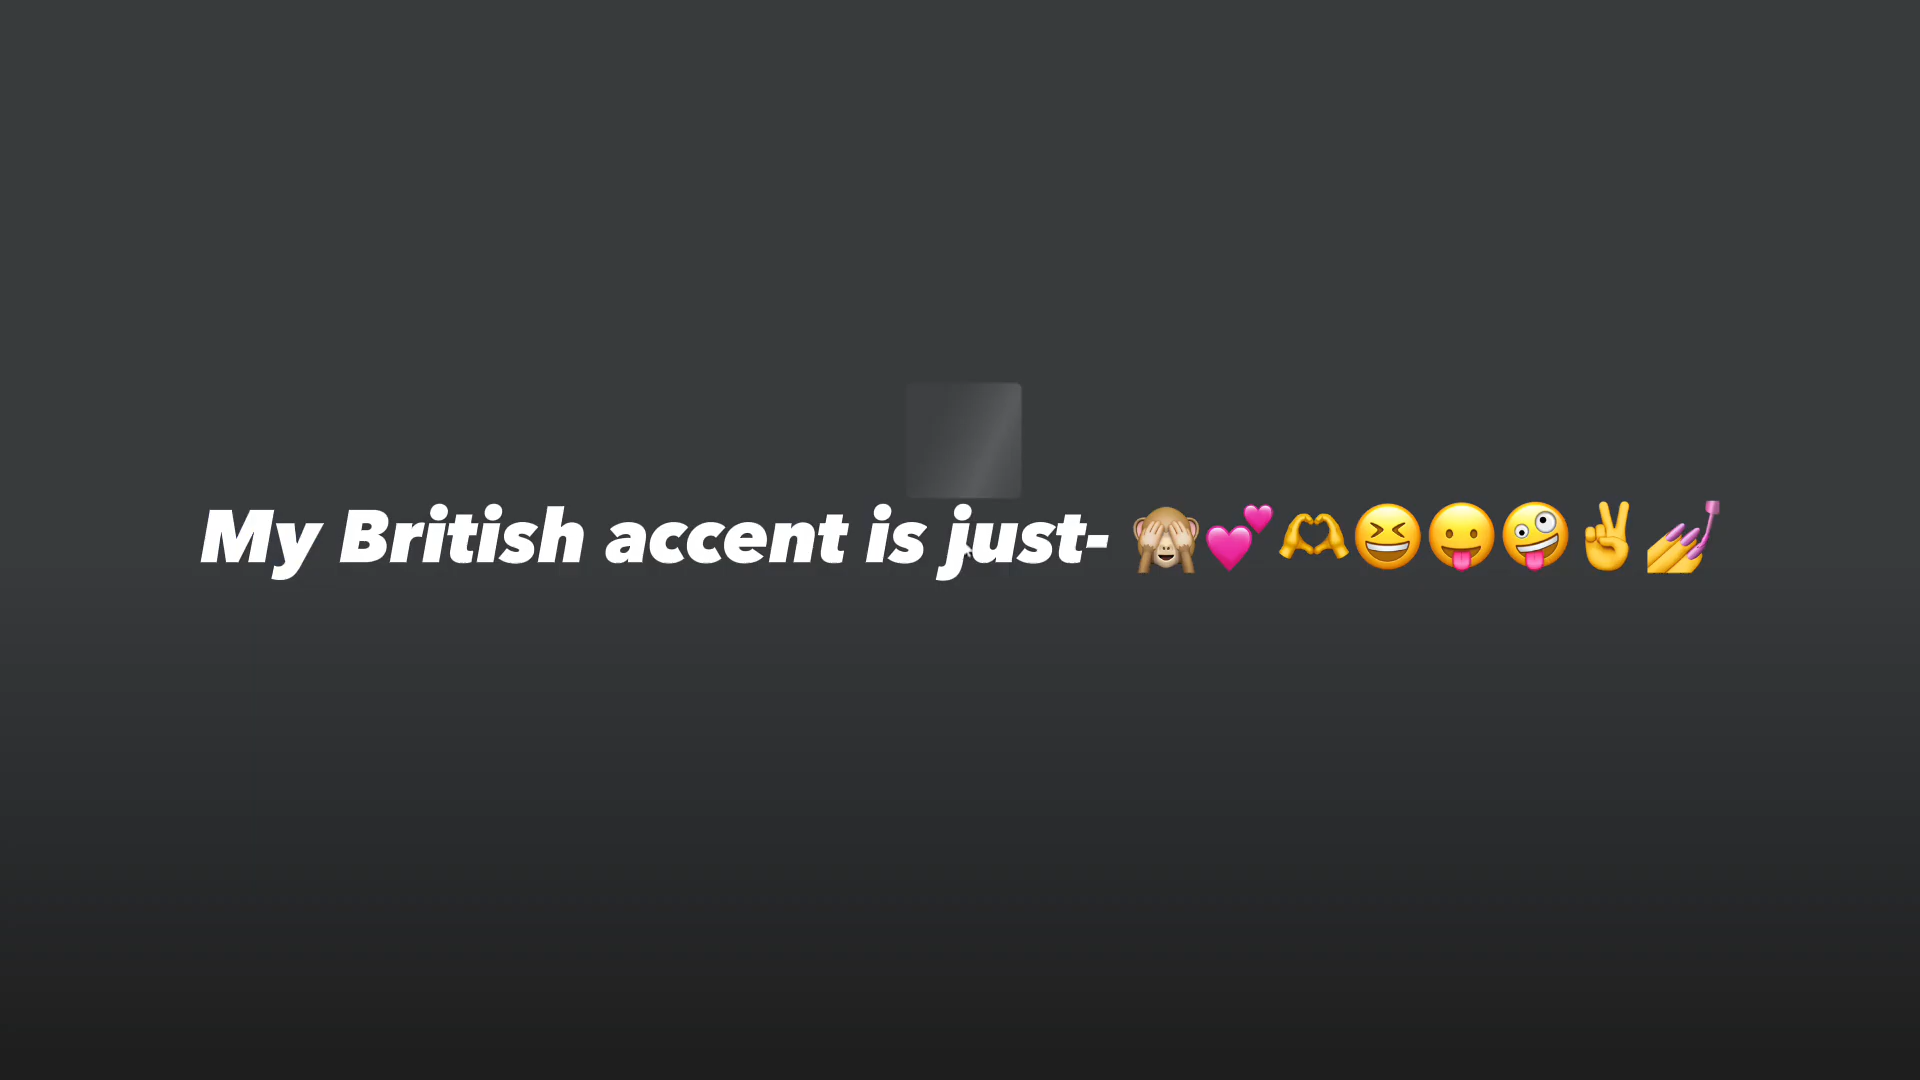 My British accent is just- 🙈💕🫶😆😛🤪✌️💅